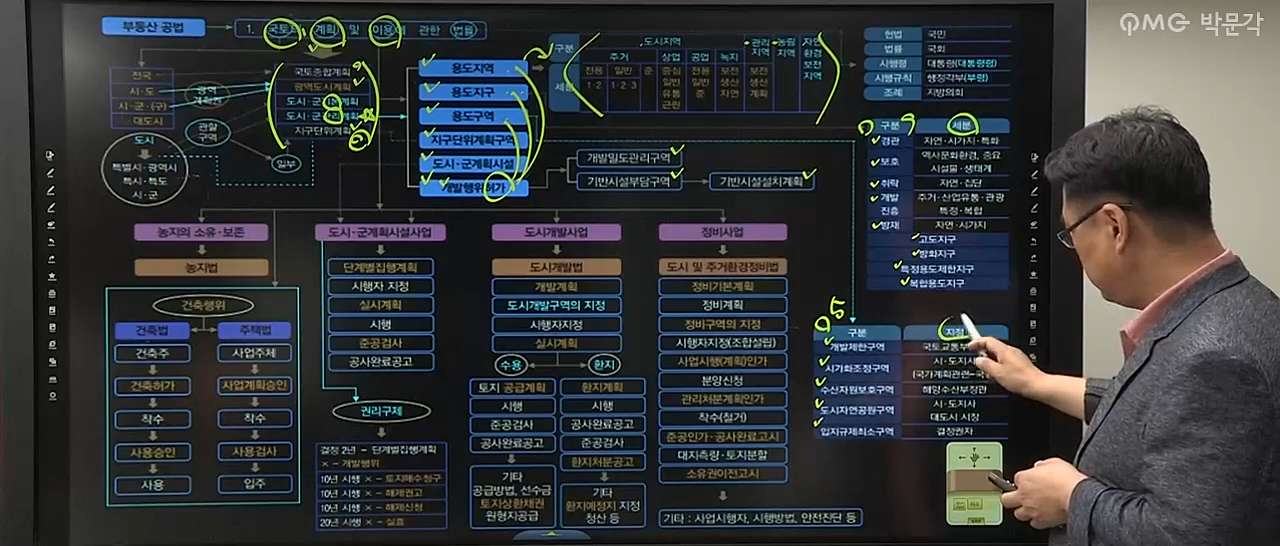 QMG 박문각
부동산 공법
1. 국토의 계획 및 이용에 관한 법률
전국
시·도
시·군·(구)
대도시
광역
계획권
관할
구역
일부
도시
특별시·광역시
특시·특도
시·군
국토종합계획
광역도시계획
도시·군기본계획
도시·군관리계획
지구단위계획
용도지역
용도지구
용도구역
지구단위계획구역
도시·군계획시설
개발행위허가
구분
세분
도시지역
관리
지역
농림
지역
자연
환경
보전
지역
주거
상업
공업
녹지
전용
1·2
일반
1·2·3
준
중심
일반
유통
근린
전용
일반
준
보전
생산
자연
보전
생산
계획
헌법 국민
법률 국회
시행령 대통령(대통령령)
시행규칙 행정각부(부령)
조례 지방의회
개발밀도관리구역
기반시설부담구역
기반시설설치계획
구분 세분
경관 자연·시가지·특화
보호 역사문화환경, 중요
시설물·생태계
취락 자연·집단
개발 주거·산업유통·관광
진흥 특정·복합
방재 자연·시가지
고도지구
방화지구
특정용도제한지구
복합용도지구
구분 지정
개발제한구역 국토교통부
시가화조정구역 시·도지사
(국가계획관련-국
수산자원보호구역 해양수산부장관
도시자연공원구역 시·도지사
대도시 시장
입지규제최소구역 결정권자
농지의 소유·보존
농지법
건축행위
건축법
건축주
건축허가
착수
사용승인
사용
주택법
사업주체
사업계획승인
착수
사용검사
입주
도시·군계획시설사업
단계별집행계획
시행자 지정
실시계획
시행
준공검사
공사완료공고
권리구제
결정 2년 - 단계별집행계획
× - 개발행위
10년 시행 × - 토지매수청구
10년 시행 × - 해제권고
10년 시행 × - 해제신청
20년 시행 × - 실효
도시개발사업
도시개발법
개발계획
도시개발구역의 지정
시행자지정
실시계획
수용
환지
토지 공급계획
시행
준공검사
공사완료공고
기타
공급방법, 선수금
토지상환채권
원형지공급
환지계획
시행
공사완료공고
준공검사
환지처분공고
기타
환지예정지 지정
청산 등
정비사업
도시 및 주거환경정비법
정비기본계획
정비계획
정비구역의 지정
시행자지정(조합설립)
사업시행(계획)인가
분양신청
관리처분계획인가
착수(철거)
준공인가·공사완료고시
대지측량·토지분할
소유권이전고시
기타 : 사업시행자, 시행방법, 안전진단 등